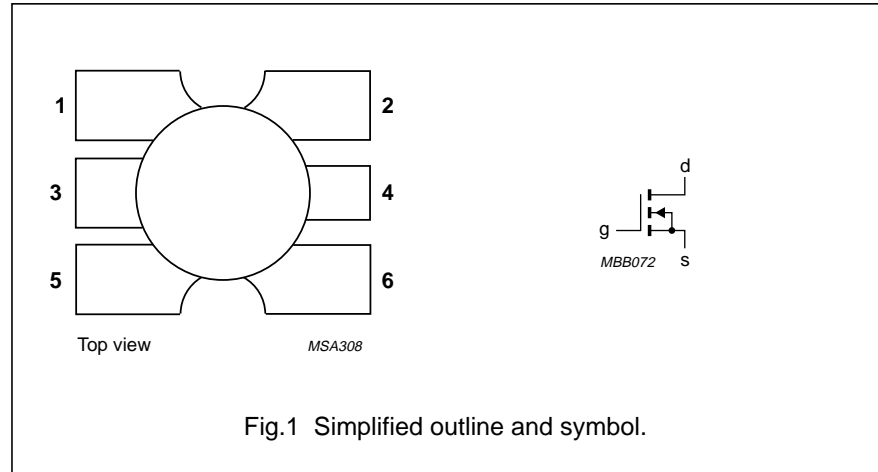 1
2
3
4
5
6
Top view
MSA308
d
g
MBB072
s
Fig.1 Simplified outline and symbol.